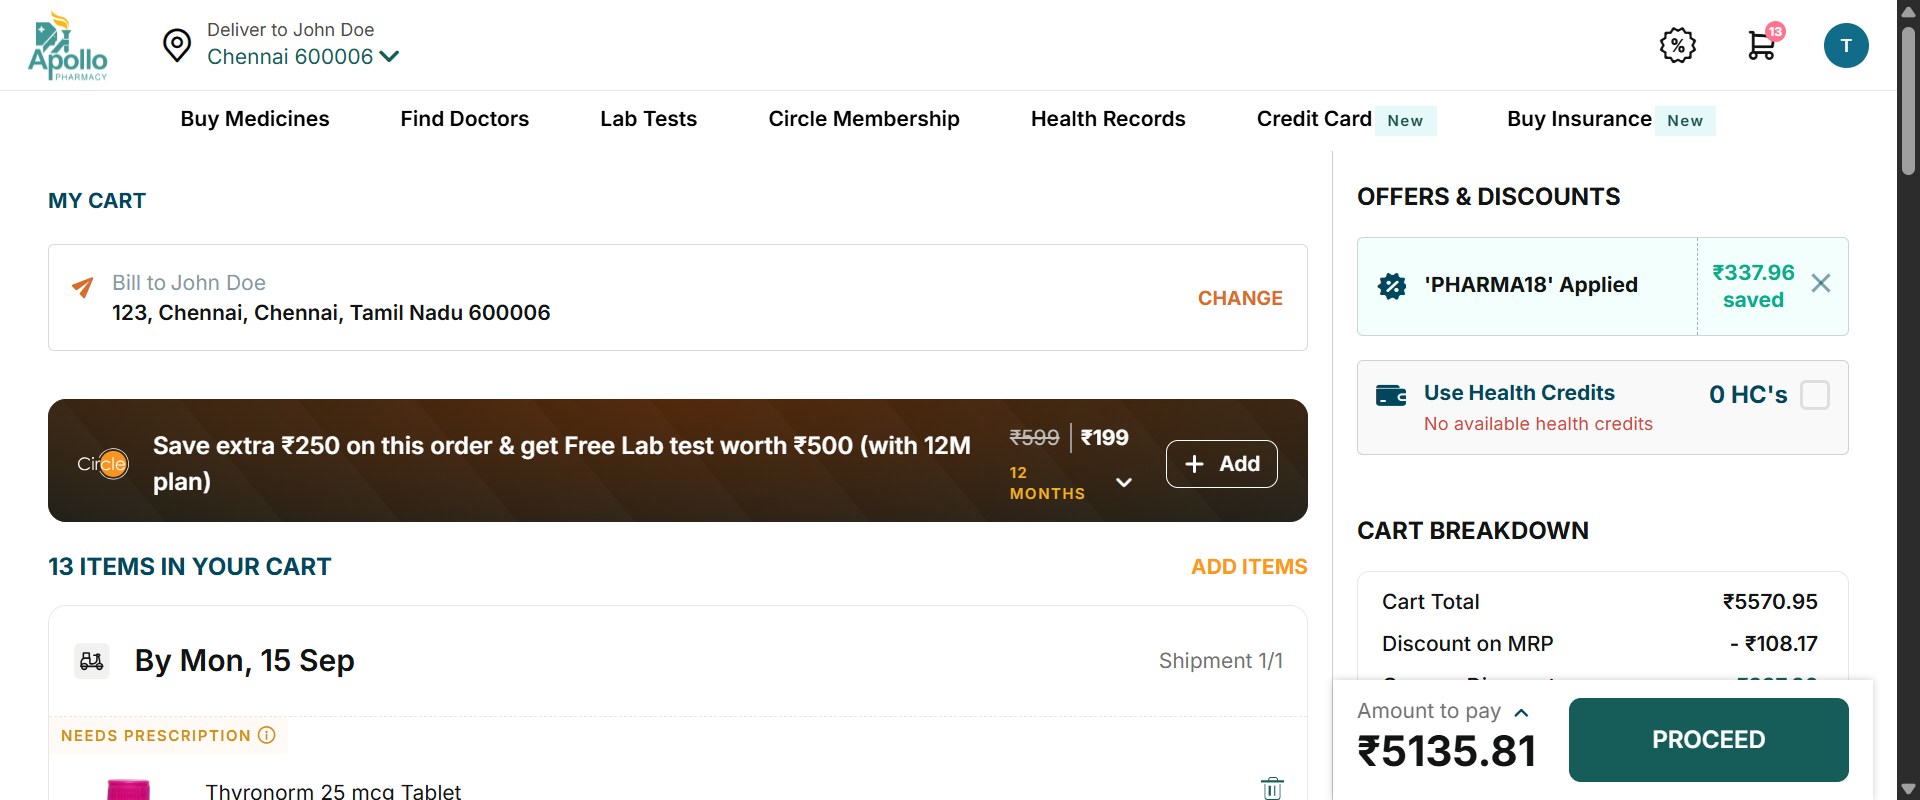 Apollo
PHARMACY
Deliver to John Doe
Chennai 600006
%
13
T
Buy Medicines
Find Doctors
Lab Tests
Circle Membership
Health Records
Credit Card New
Buy Insurance New
MY CART
Bill to John Doe
123, Chennai, Chennai, Tamil Nadu 600006
CHANGE
Circle
Save extra ₹250 on this order & get Free Lab test worth ₹500 (with 12M
plan)
₹599 ₹199
12
MONTHS
+ Add
13 ITEMS IN YOUR CART
ADD ITEMS
By Mon, 15 Sep
Shipment 1/1
NEEDS PRESCRIPTION
Thyronorm 25 mcg Tablet
OFFERS & DISCOUNTS
'PHARMA18' Applied
₹337.96
saved
Use Health Credits
0 HC's
No available health credits
CART BREAKDOWN
Cart Total ₹5570.95
Discount on MRP - ₹108.17
Amount to pay
₹5135.81
PROCEED